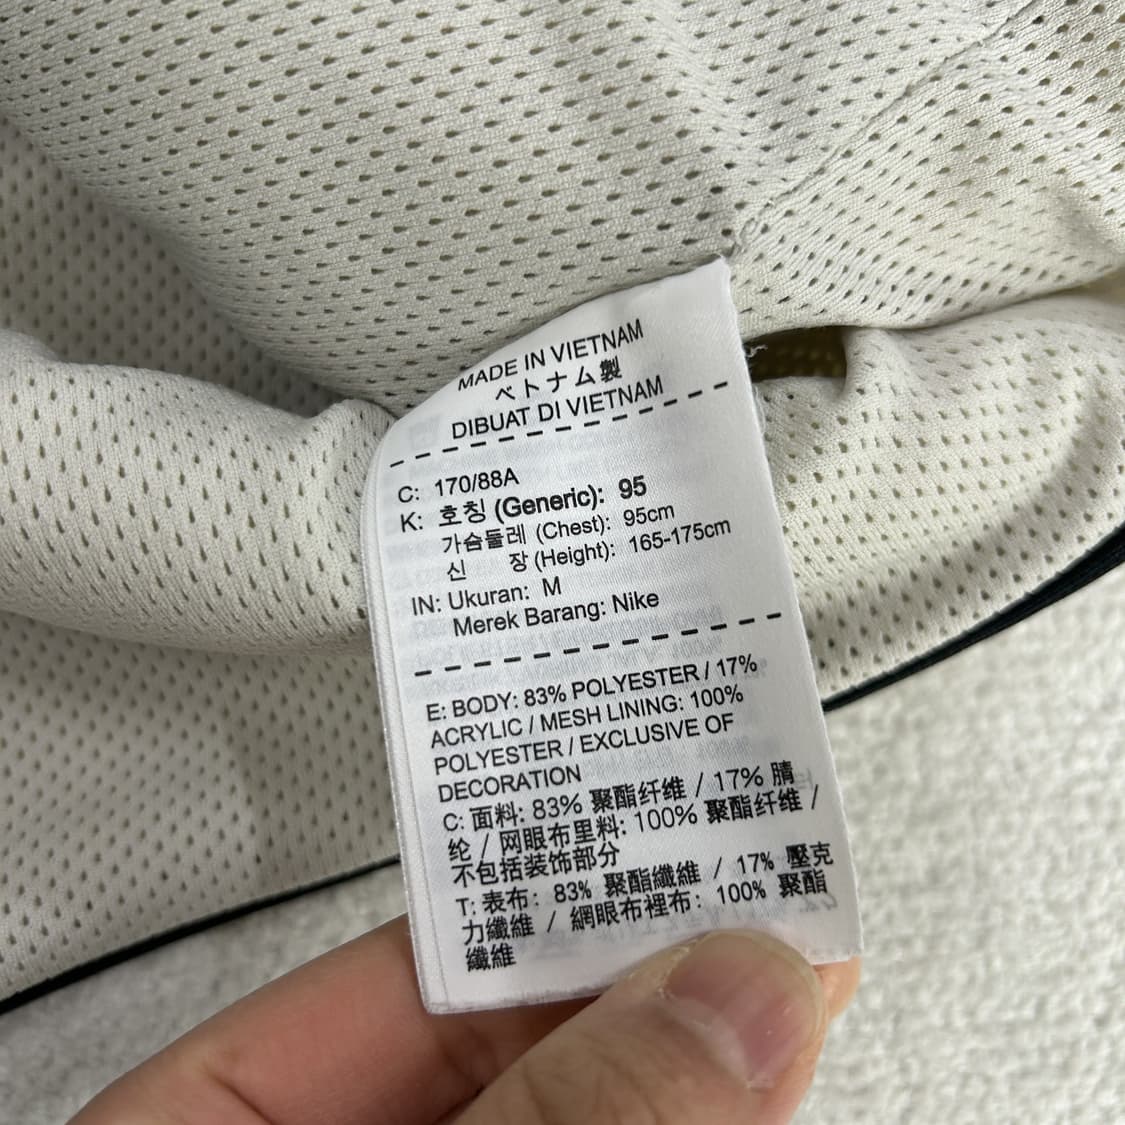 MADE IN VIETNAM
ベトナム製
DIBUAT DI VIETNAM
C: 170/88A
K: 호칭 (Generic): 95
가슴둘레 (Chest): 95cm
신 장 (Height): 165-175cm
IN: Ukuran: M
Merek Barang: Nike
E: BODY: 83% POLYESTER / 17%
ACRYLIC / MESH LINING: 100%
POLYESTER / EXCLUSIVE OF
DECORATION
C: 面料: 83% 聚酯纤维 / 17% 腈
纶 / 网眼布里料: 100% 聚酯纤维 /
不包括装饰部分
T: 表布: 83% 聚酯纖維 / 17% 壓克
力纖維 / 網眼布裡布: 100% 聚酯
纖維